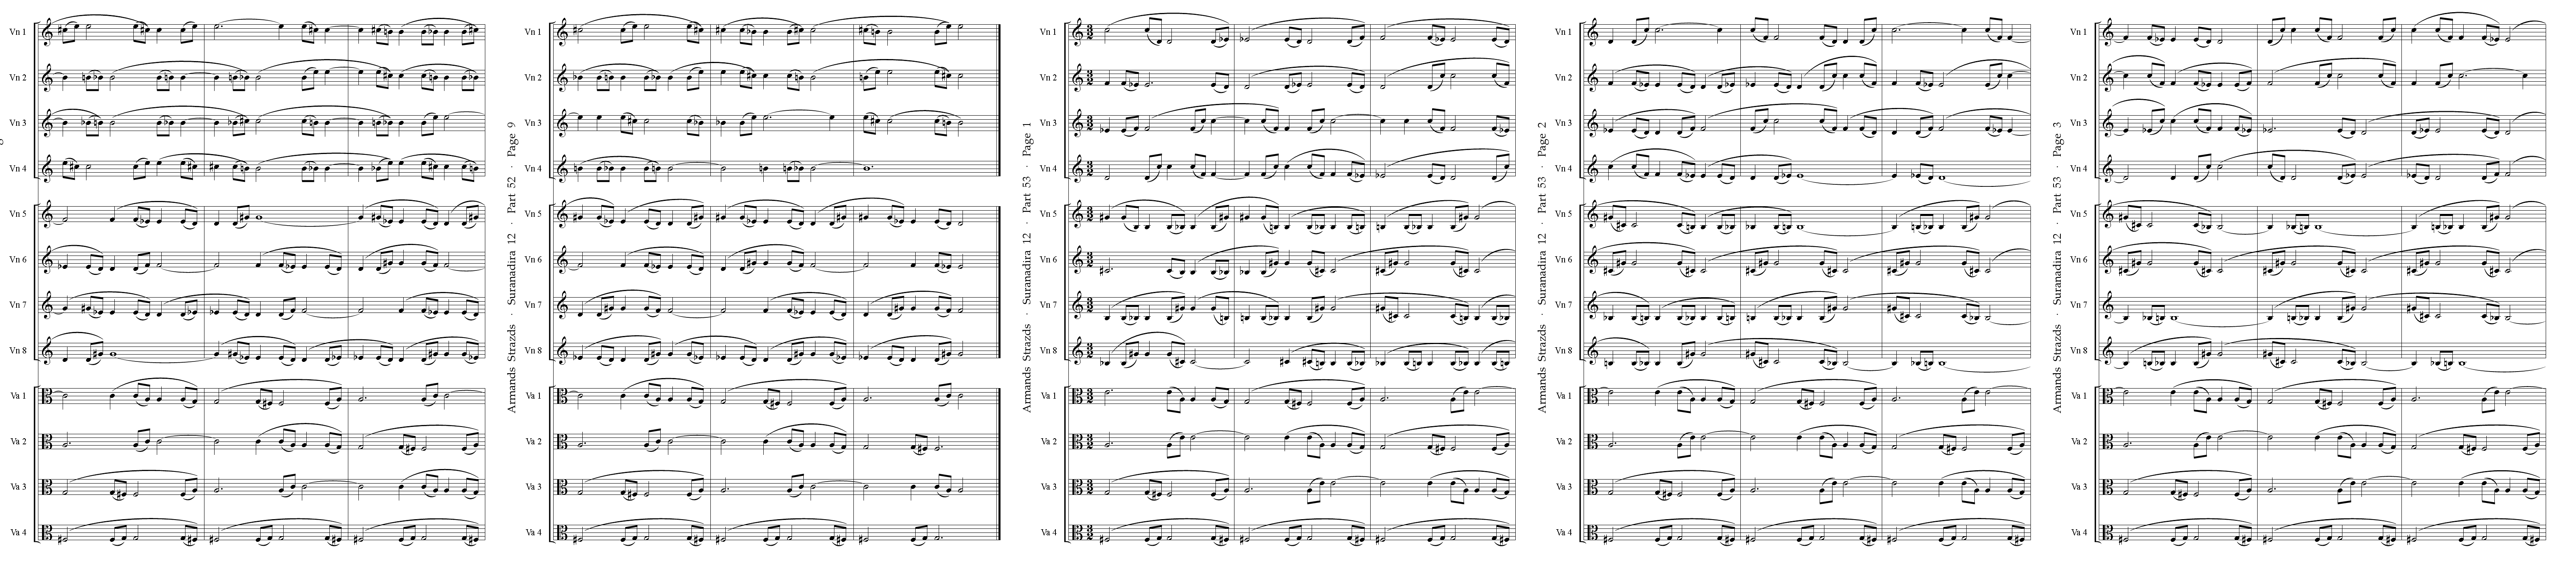 Vn 1
Vn 2
Vn 3
Vn 4
Vn 5
Vn 6
Vn 7
Vn 8
Va 1
Va 2
Va 3
Va 4
Armands Strazds · Suranadira 12 · Part 52 · Page 9
Vn 1
Vn 2
Vn 3
Vn 4
Vn 5
Vn 6
Vn 7
Vn 8
Va 1
Va 2
Va 3
Va 4
Armands Strazds · Suranadira 12 · Part 53 · Page 1
Vn 1
Vn 2
Vn 3
Vn 4
Vn 5
Vn 6
Vn 7
Vn 8
Va 1
Va 2
Va 3
Va 4
Armands Strazds · Suranadira 12 · Part 53 · Page 2
Vn 1
Vn 2
Vn 3
Vn 4
Vn 5
Vn 6
Vn 7
Vn 8
Va 1
Va 2
Va 3
Va 4
Armands Strazds · Suranadira 12 · Part 53 · Page 3
Vn 1
Vn 2
Vn 3
Vn 4
Vn 5
Vn 6
Vn 7
Vn 8
Va 1
Va 2
Va 3
Va 4